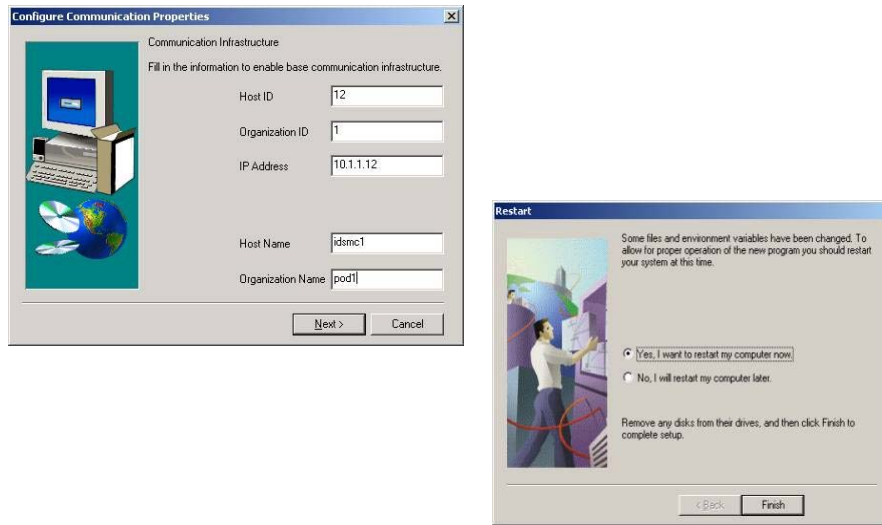 Configure Communication Properties
Communication Infrastructure
Fill in the information to enable base communication infrastructure.
Host ID 12
Organization ID 1
IP Address 10.1.1.12
Host Name idsmc1
Organization Name pod1
Next > Cancel
Restart
Some files and environment variables have been changed. To
allow for proper operation of the new program you should restart
your system at this time.
Yes, I want to restart my computer now.
No, I will restart my computer later.
Remove any disks from their drives, and then click Finish to
complete setup.
< Back Finish